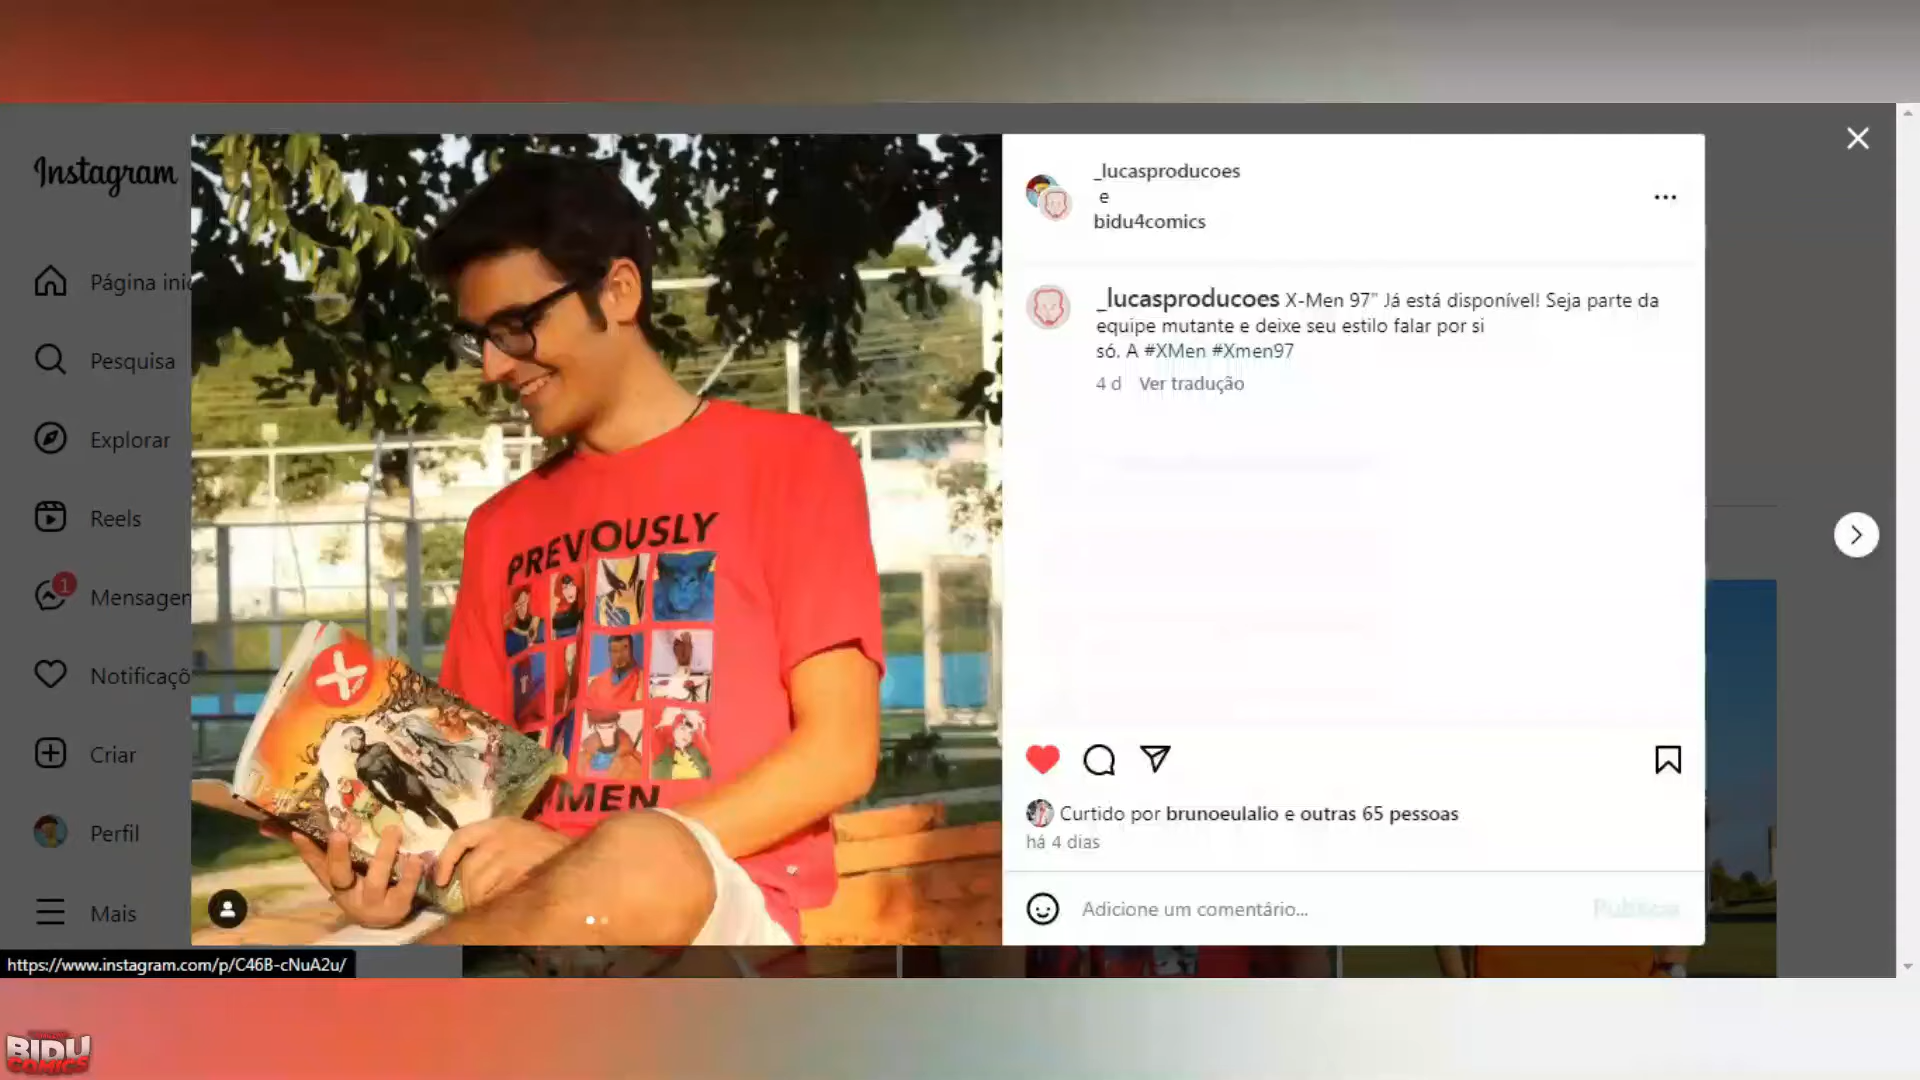 Instagram
Página inic
Pesquisa
Explorar
Reels
1
Mensagen
Notificaçõ
Criar
Perfil
Mais
PREVIOUSLY
MEN
_lucasproducoes
e
bidu4comics
_lucasproducoes X-Men 97" Já está disponível! Seja parte da
equipe mutante e deixe seu estilo falar por si
só. A #XMen #Xmen97
4 d Ver tradução
Curtido por brunoeulalio e outras 65 pessoas
há 4 dias
Adicione um comentário...
Publicar
https://www.instagram.com/p/C46B-cNuA2u/
BIDU
COMICS